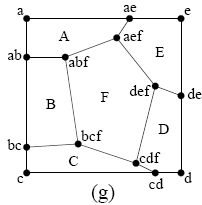 a ae e
A aef E
ab abf
B F def de
D
bc bcf
C cdf
c cd d
(g)